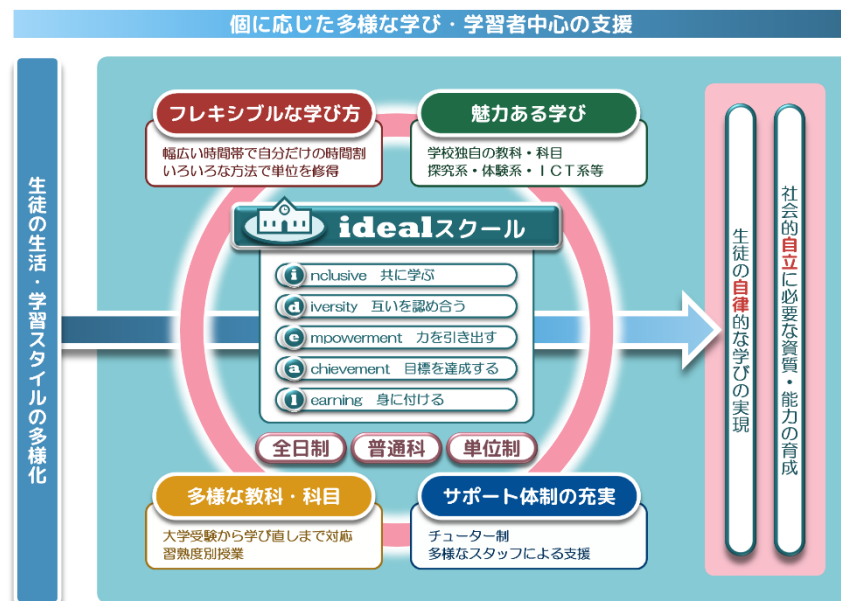 個に応じた多様な学び・学習者中心の支援
生徒の生活・学習スタイルの多様化
フレキシブルな学び方
幅広い時間帯で自分だけの時間割
いろいろな方法で単位を修得
魅力ある学び
学校独自の教科・科目
探究系・体験系・ICT系等
idealスクール
inclusive 共に学ぶ
diversity 互いを認め合う
empowerment 力を引き出す
achievement 目標を達成する
learning 身に付ける
全日制 普通科 単位制
多様な教科・科目
大学受験から学び直しまで対応
習熟度別授業
サポート体制の充実
チューター制
多様なスタッフによる支援
生徒の自律的な学びの実現
社会的自立に必要な資質・能力の育成